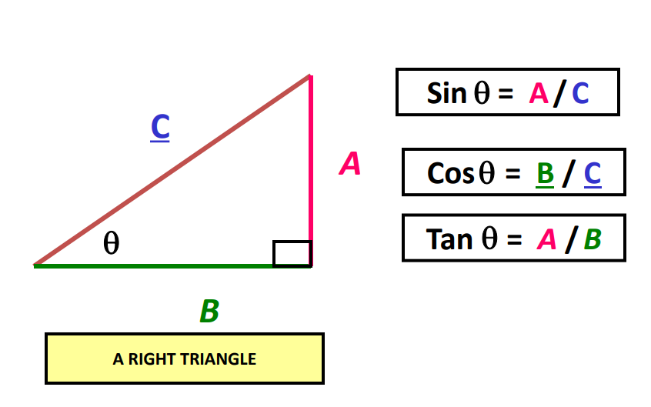 C
A
θ
B
A RIGHT TRIANGLE
Sin θ = A / C
Cos θ = B / C
Tan θ = A / B